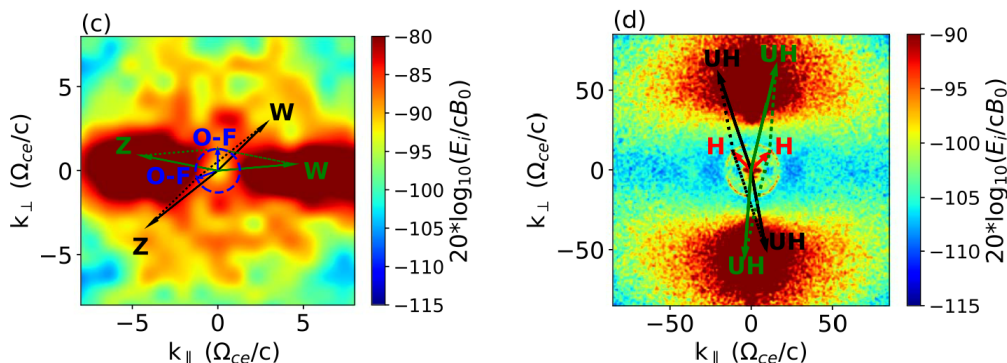 (c)
5
0
−5
−5
0
5
k⊥ (Ωce/c)
k∥ (Ωce/c)
Z
O-F
W
O-F
W
Z
−80
−85
−90
−95
−100
−105
−110
−115
20*log10(Ei/cB0)
(d)
50
0
−50
−50
0
50
k⊥ (Ωce/c)
k∥ (Ωce/c)
UH
UH
H
H
UH
UH
−90
−95
−100
−105
−110
−115
20*log10(Ei/cB0)